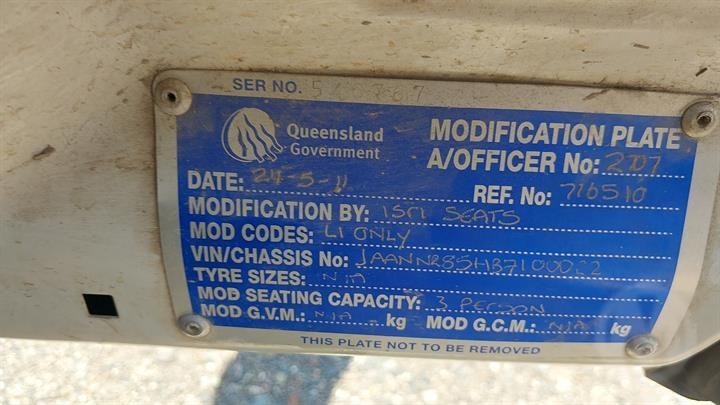 SER NO.
Queensland Government
MODIFICATION PLATE
A/OFFICER No: 2707
DATE: 24-5-11
REF. No: 716510
MODIFICATION BY: ISRI SEATS
MOD CODES: L1 ONLY
VIN/CHASSIS No:
TYRE SIZES: N/A
MOD SEATING CAPACITY: 3 PERSON
MOD G.V.M.: N/A kg MOD G.C.M.: N/A kg
THIS PLATE NOT TO BE REMOVED